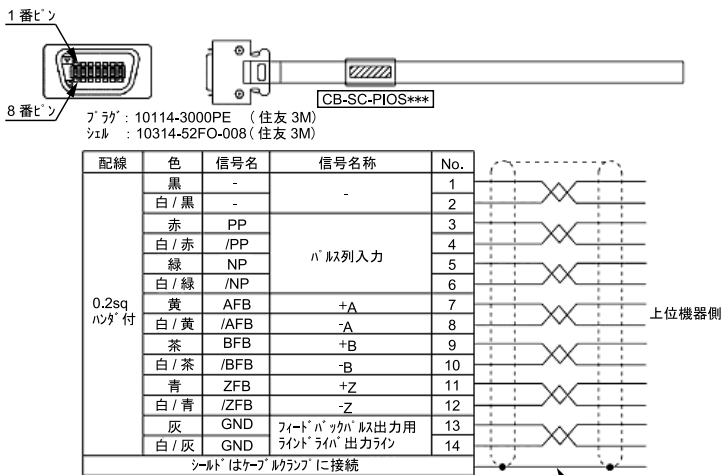 1 番ピン
8 番ピン
CB-SC-PIOS***
プラグ : 10114-3000PE （住友 3M)
シェル : 10314-52FO-008（住友 3M)
配線 色 信号名 信号名称 No.
0.2sq
ハンダ付
黒 - - 1
白 / 黒 - 2
赤 PP パルス列入力 3
白 / 赤 /PP 4
緑 NP 5
白 / 緑 /NP 6
黄 AFB +A 7
白 / 黄 /AFB -A 8
茶 BFB +B 9
白 / 茶 /BFB -B 10
青 ZFB +Z 11
白 / 青 /ZFB -Z 12
灰 GND フィードバックパルス出力用 13
白 / 灰 GND ラインドライバ出力ライン 14
シールドはケーブルクランプに接続
上位機器側